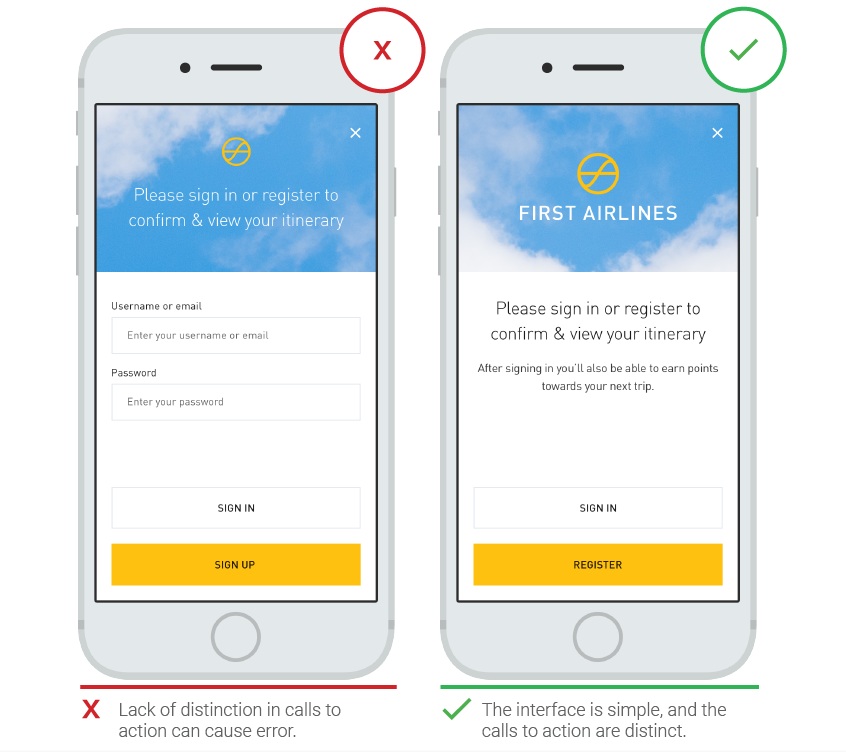 X
Please sign in or register to
confirm & view your itinerary
Username or email
Enter your username or email
Password
Enter your password
SIGN IN
SIGN UP
X Lack of distinction in calls to
action can cause error.
FIRST AIRLINES
Please sign in or register to
confirm & view your itinerary
After signing in you'll also be able to earn points
towards your next trip.
SIGN IN
REGISTER
The interface is simple, and the
calls to action are distinct.